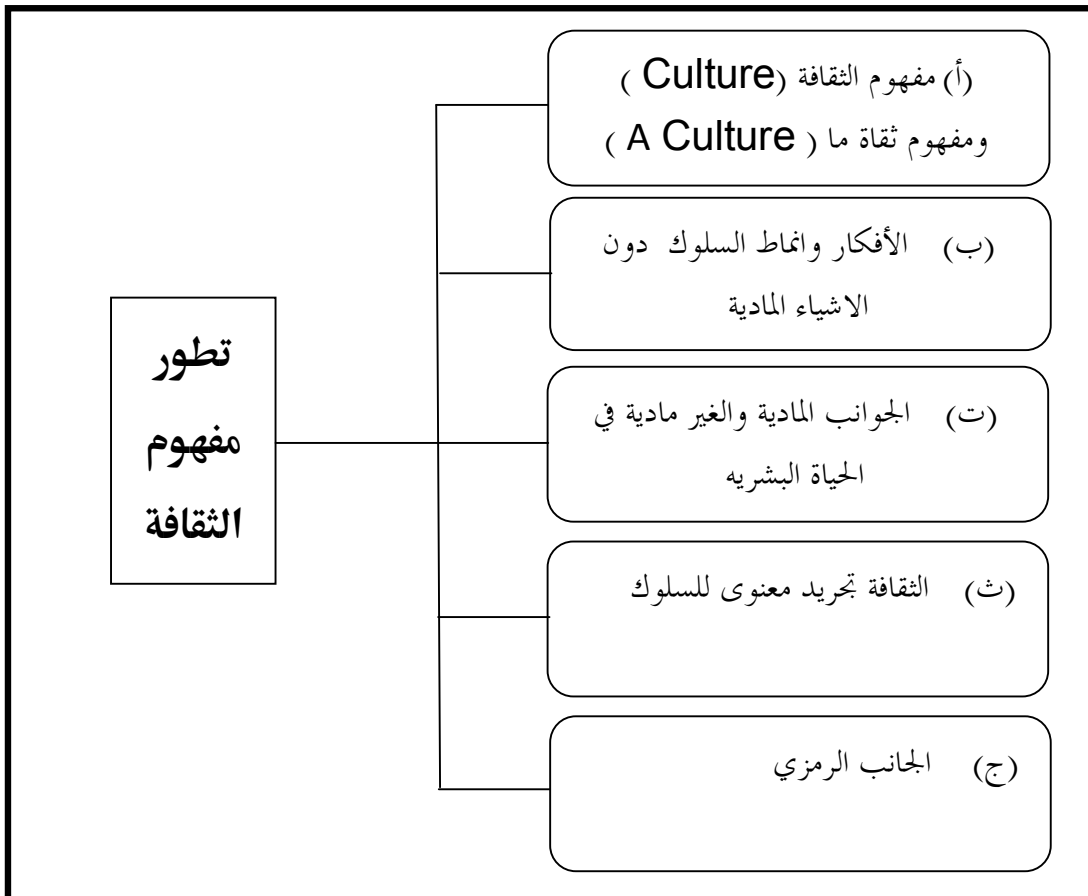 (أ) مفهوم الثقافة (Culture )
ومفهوم ثقاة ما ( A Culture )
(ب) الأفكار وانماط السلوك دون
الاشياء المادية
تطور
مفهوم
الثقافة
(ت) الجوانب المادية والغير مادية في
الحياة البشريه
(ث) الثقافة تجريد معنوى للسلوك
(ج) الجانب الرمزي